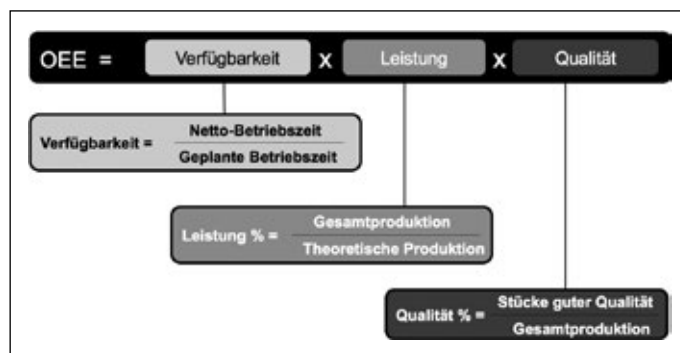 OEE = Verfügbarkeit x Leistung x Qualität
Verfügbarkeit = Netto-Betriebszeit
Geplante Betriebszeit
Leistung % = Gesamtproduktion
Theoretische Produktion
Qualität % = Stücke guter Qualität
Gesamtproduktion